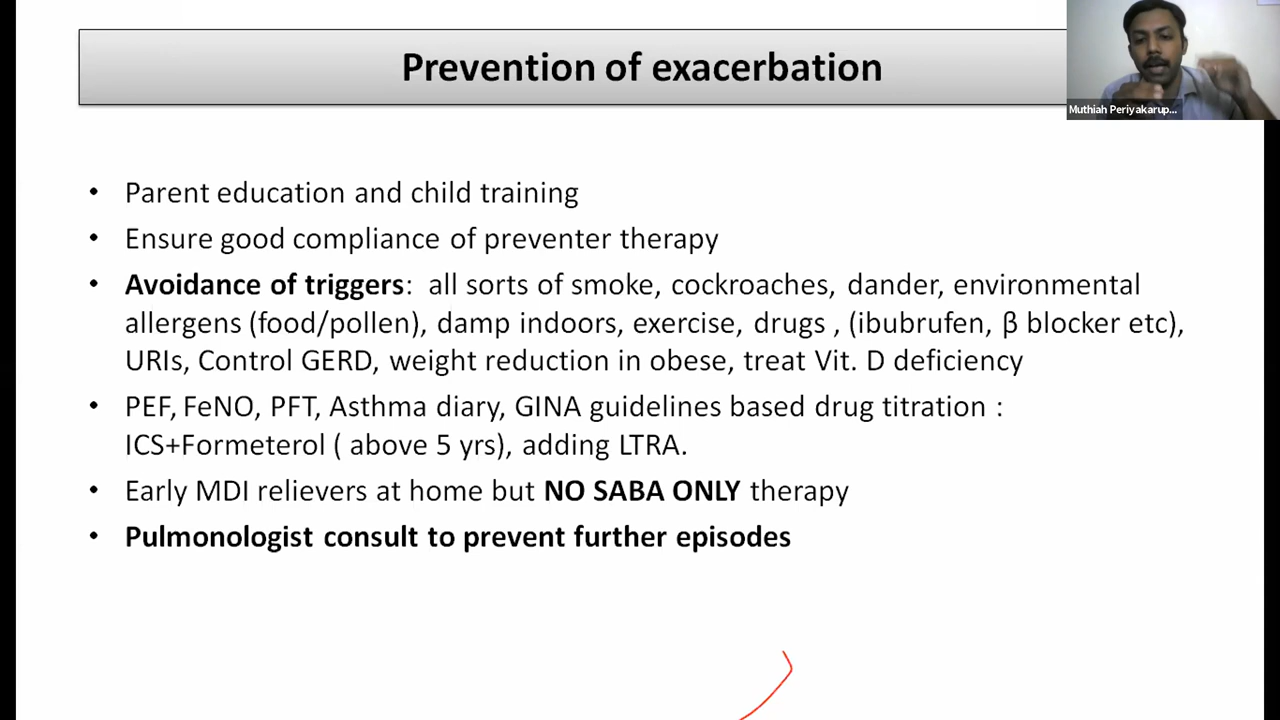 Prevention of exacerbation
Muthiah Periyakarup...
• Parent education and child training
• Ensure good compliance of preventer therapy
• Avoidance of triggers: all sorts of smoke, cockroaches, dander, environmental
allergens (food/pollen), damp indoors, exercise, drugs , (ibubrufen, β blocker etc),
URIs, Control GERD, weight reduction in obese, treat Vit. D deficiency
• PEF, FeNO, PFT, Asthma diary, GINA guidelines based drug titration :
ICS+Formeterol ( above 5 yrs), adding LTRA.
• Early MDI relievers at home but NO SABA ONLY therapy
• Pulmonologist consult to prevent further episodes